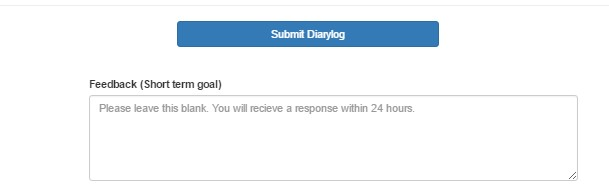 Submit Diarylog
Feedback (Short term goal)
Please leave this blank. You will recieve a response within 24 hours.